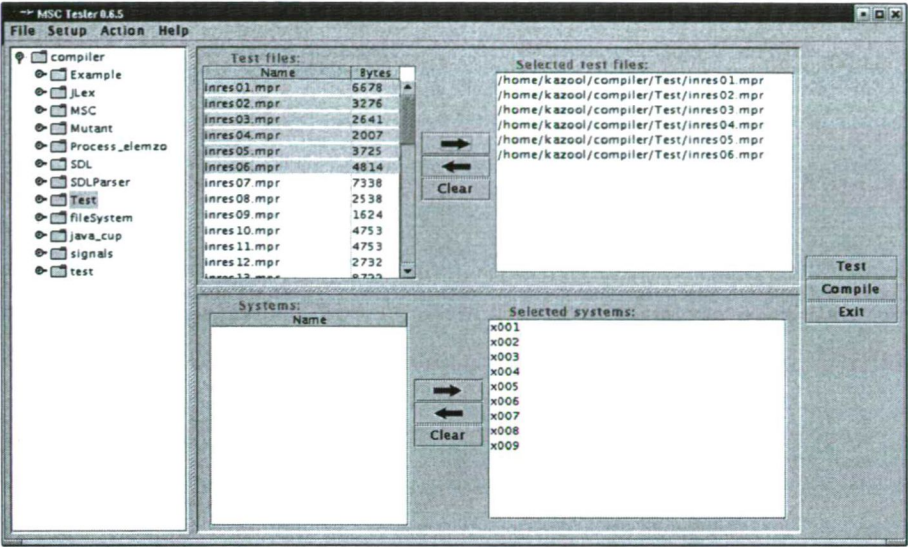 MSC Tester 0.6.5
File Setup Action Help
compiler
Example
JLex
MSC
Mutant
Process_elemzo
SDL
SDLParser
Test
fileSystem
java_cup
signals
test
Test files:
Name Bytes
inres01.mpr 6678
inres02.mpr 3276
inres03.mpr 2641
inres04.mpr 2007
inres05.mpr 3725
inres06.mpr 4814
inres07.mpr 7338
inres08.mpr 2538
inres09.mpr 1624
inres10.mpr 4753
inres11.mpr 4753
inres12.mpr 2732
inres13.mpr
Clear
Selected test files:
/home/kazool/compiler/Test/inres01.mpr
/home/kazool/compiler/Test/inres02.mpr
/home/kazool/compiler/Test/inres03.mpr
/home/kazool/compiler/Test/inres04.mpr
/home/kazool/compiler/Test/inres05.mpr
/home/kazool/compiler/Test/inres06.mpr
Systems:
Name
Clear
Selected systems:
x001
x002
x003
x004
x005
x006
x007
x008
x009
Test
Compile
Exit